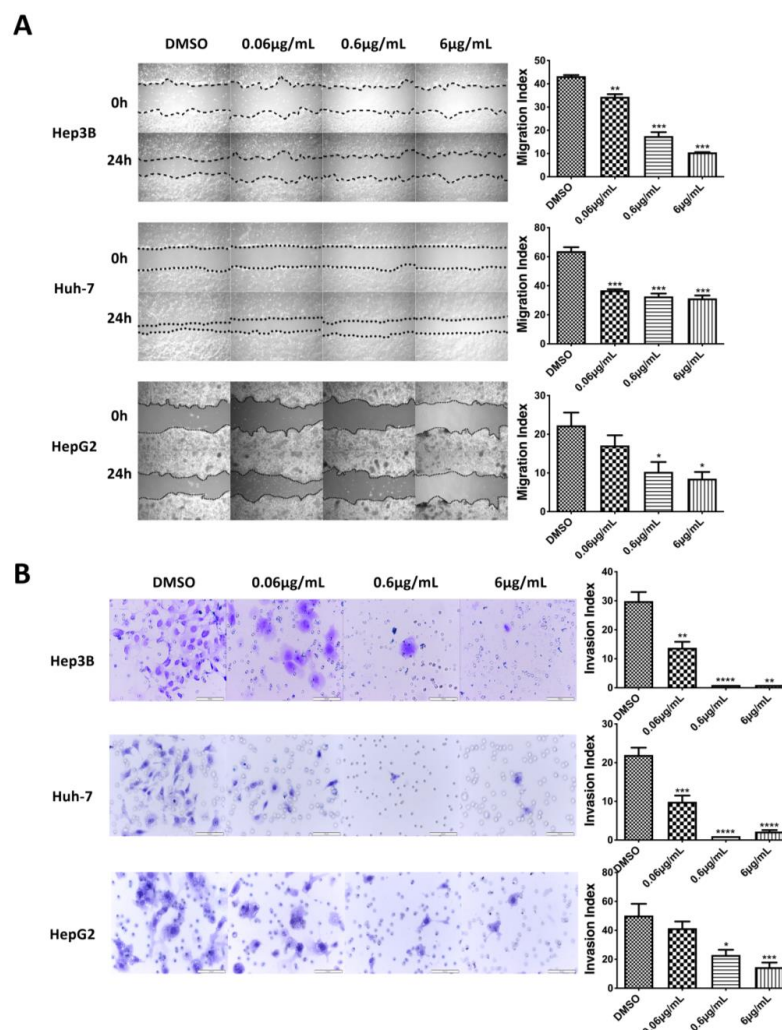 A
DMSO 0.06μg/mL 0.6μg/mL 6μg/mL
Hep3B
0h
24h
Migration Index
50
40
30
20
10
0
**
***
***
DMSO
0.06μg/mL
0.6μg/mL
6μg/mL
Huh-7
0h
24h
Migration Index
80
60
40
20
0
***
***
***
DMSO
0.06μg/mL
0.6μg/mL
6μg/mL
HepG2
0h
24h
Migration Index
30
20
10
0
*
*
DMSO
0.06μg/mL
0.6μg/mL
6μg/mL
B
DMSO 0.06μg/mL 0.6μg/mL 6μg/mL
Hep3B
Invasion Index
40
30
20
10
0
**
****
**
DMSO
0.06μg/mL
0.6μg/mL
6μg/mL
Huh-7
Invasion Index
30
20
10
0
***
****
****
DMSO
0.06μg/mL
0.6μg/mL
6μg/mL
HepG2
Invasion Index
80
60
40
20
0
*
***
DMSO
0.06μg/mL
0.6μg/mL
6μg/mL